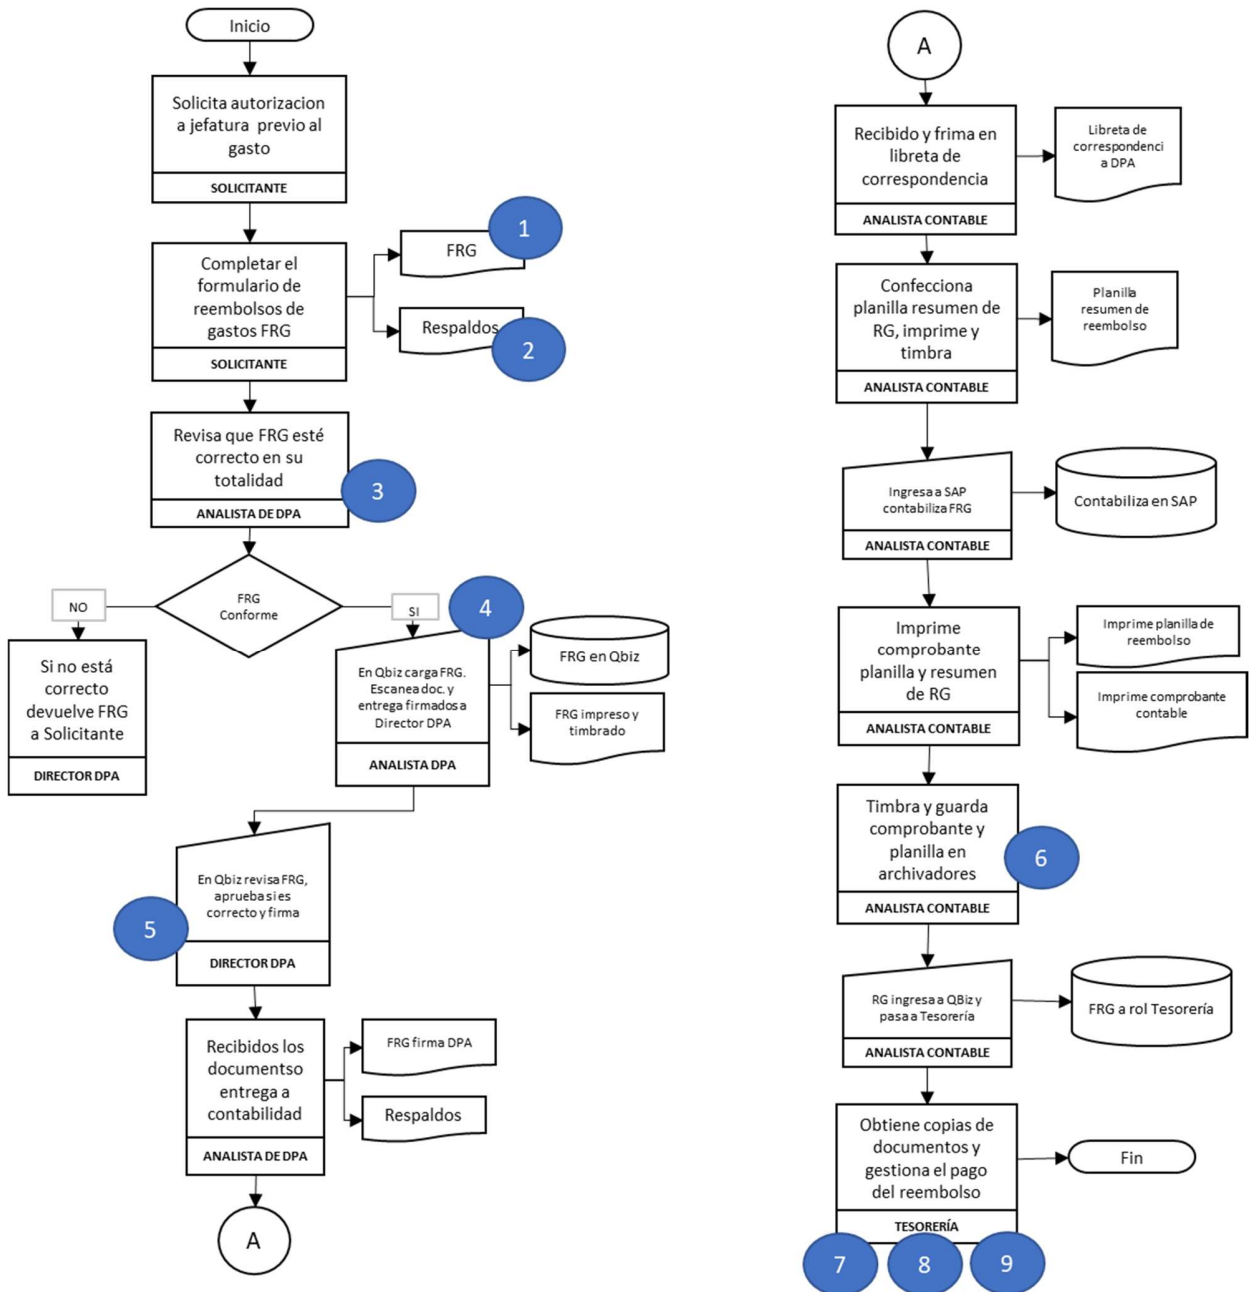 Inicio
Solicita autorizacion
a jefatura previo al
gasto
SOLICITANTE
Completar el
formulario de
reembolsos de
gastos FRG
SOLICITANTE
1
FRG
Respaldos
2
Revisa que FRG esté
correcto en su
totalidad
3
ANALISTA DE DPA
FRG
Conforme
NO
SI
4
Si no está
correcto
devuelve FRG
a Solicitante
DIRECTOR DPA
En Qbiz carga FRG.
Escanea doc. y
entrega firmados a
Director DPA
ANALISTA DPA
FRG en Qbiz
FRG impreso y
timbrado
En Qbiz revisa FRG,
aprueba si es
correcto y firma
5
DIRECTOR DPA
Recibidos los
documentso
entrega a
contabilidad
ANALISTA DE DPA
FRG firma DPA
Respaldos
A
A
Recibido y frima en
libreta de
correspondencia
ANALISTA CONTABLE
Libreta de
correspondenci
a DPA
Confecciona
planilla resumen de
RG, imprime y
timbra
ANALISTA CONTABLE
Planilla
resumen de
reembolso
Ingresa a SAP
contabiliza FRG
ANALISTA CONTABLE
Contabiliza en SAP
Imprime
comprobante
planilla y resumen
de RG
ANALISTA CONTABLE
Imprime planilla de
reembolso
Imprime comprobante
contable
Timbra y guarda
comprobante y
planilla en
archivadores
6
ANALISTA CONTABLE
RG ingresa a QBiz y
pasa a Tesorería
ANALISTA CONTABLE
FRG a rol Tesorería
Obtiene copias de
documentos y
gestiona el pago
del reembolso
TESORERÍA
Fin
7
8
9